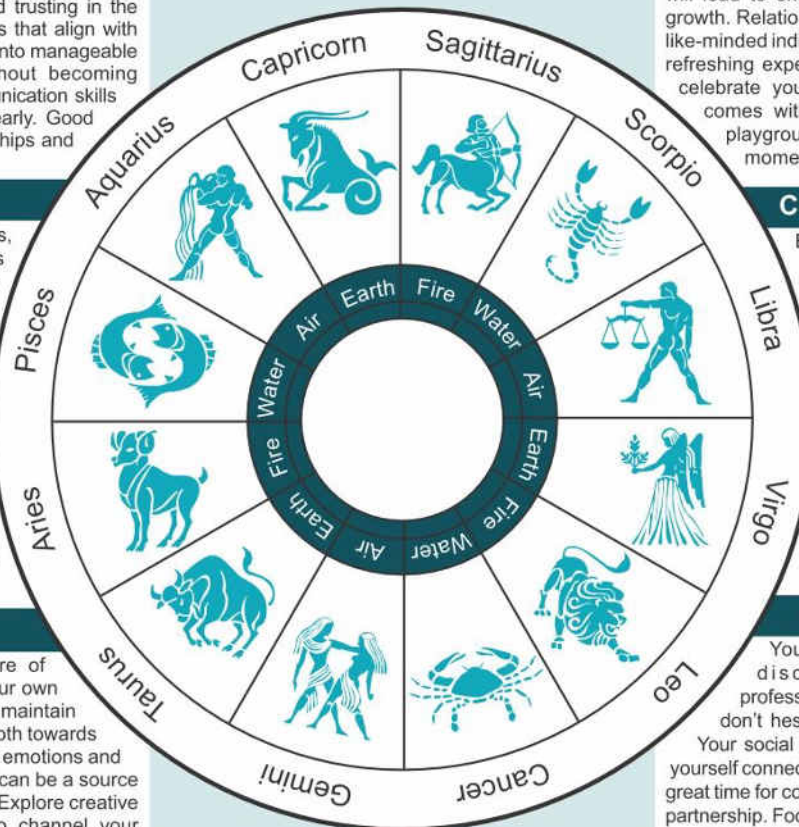 trusting in the
s that align with
nto manageable
hout becoming
nication skills
early. Good
hips and
growth. Relatio
like-minded ind
refreshing expe
celebrate you
comes wit
playgrou
mome
C
s,
s
Capricorn
Sagittarius
Scorpio
Libra
Virgo
Leo
Cancer
Gemini
Taurus
Aries
Pisces
Aquarius
Earth
Fire
Water
Air
Earth
Fire
Water
Air
Earth
Fire
Water
Air
re of
ur own
maintain
oth towards
emotions and
can be a source
Explore creative
o channel your
You
disc
profess
don't hes
Your social
yourself connec
great time for co
partnership. Foc